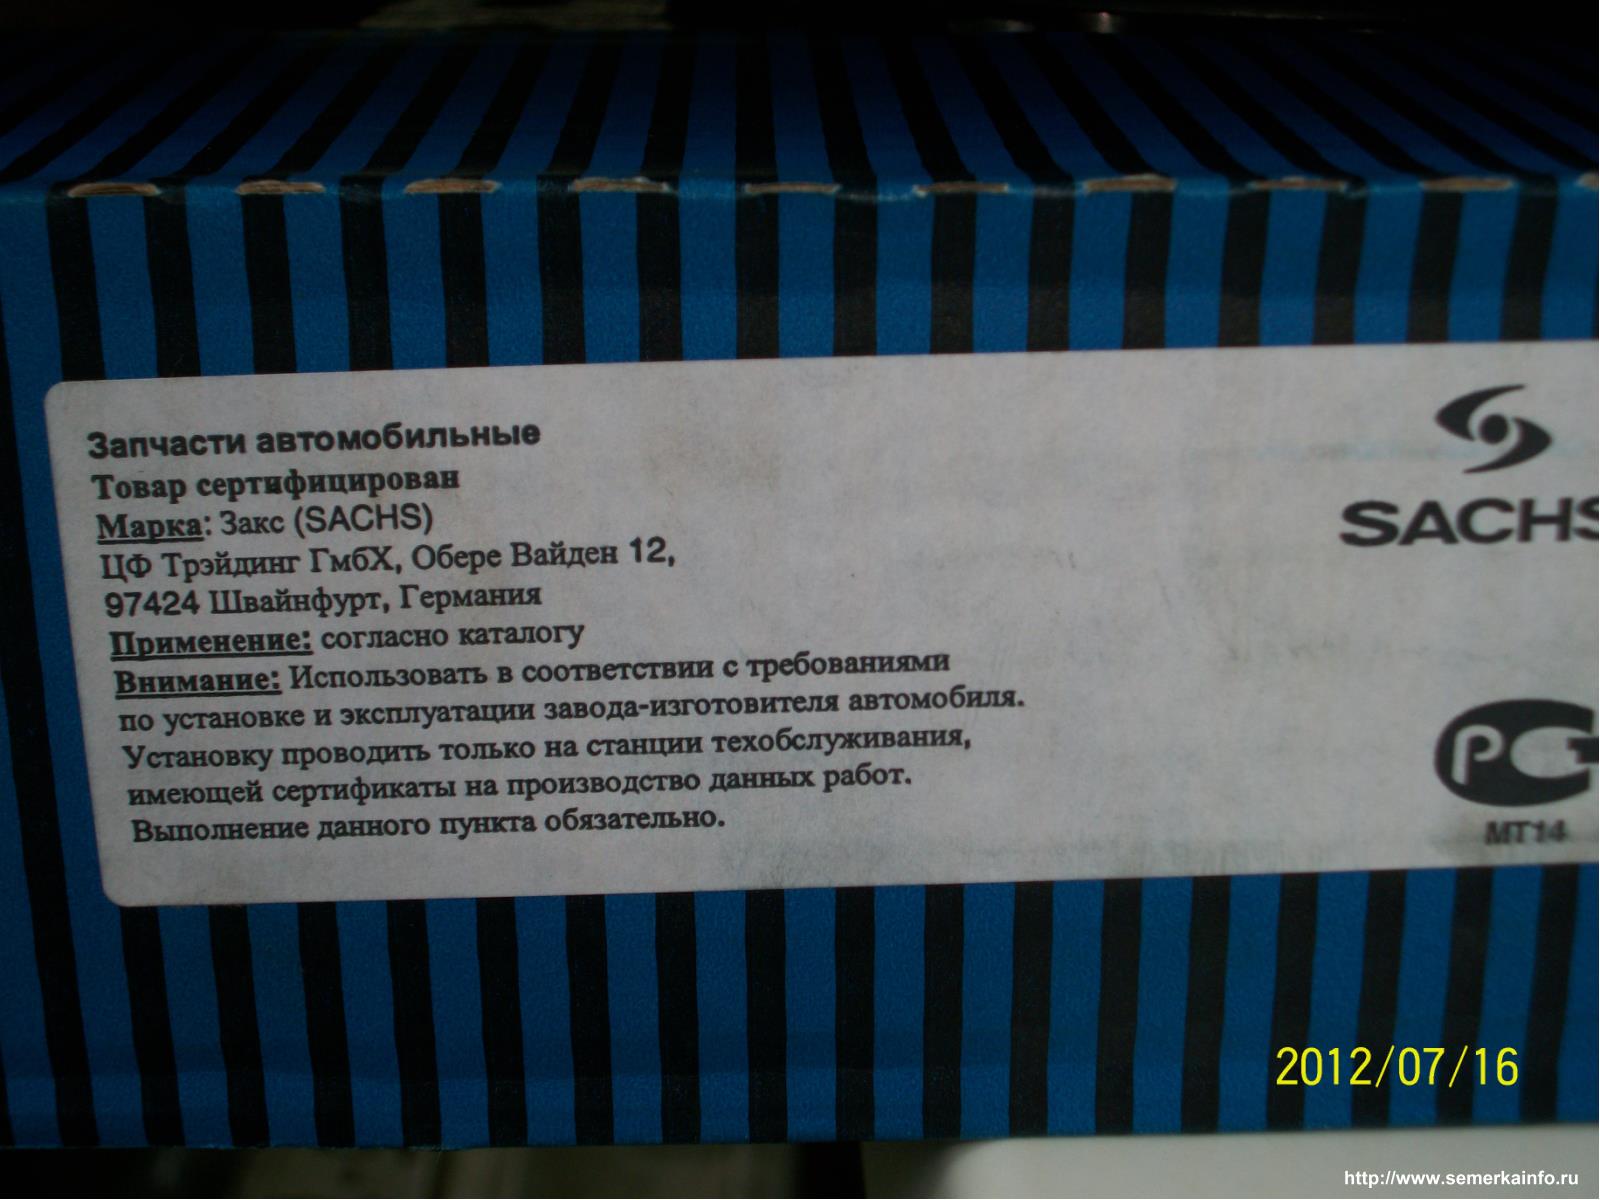 Запчасти автомобильные
Товар сертифицирован
Марка: Закс (SACHS)
ЦФ Трэйдинг ГмбХ, Обере Вайден 12,
97424 Швайнфурт, Германия
Применение: согласно каталогу
Внимание: Использовать в соответствии с требованиями
по установке и эксплуатации завода-изготовителя автомобиля.
Установку проводить только на станции техобслуживания,
имеющей сертификаты на производство данных работ.
Выполнение данного пункта обязательно.
SACHS
РС
МТ14
2012/07/16
http://www.semerkainfo.ru